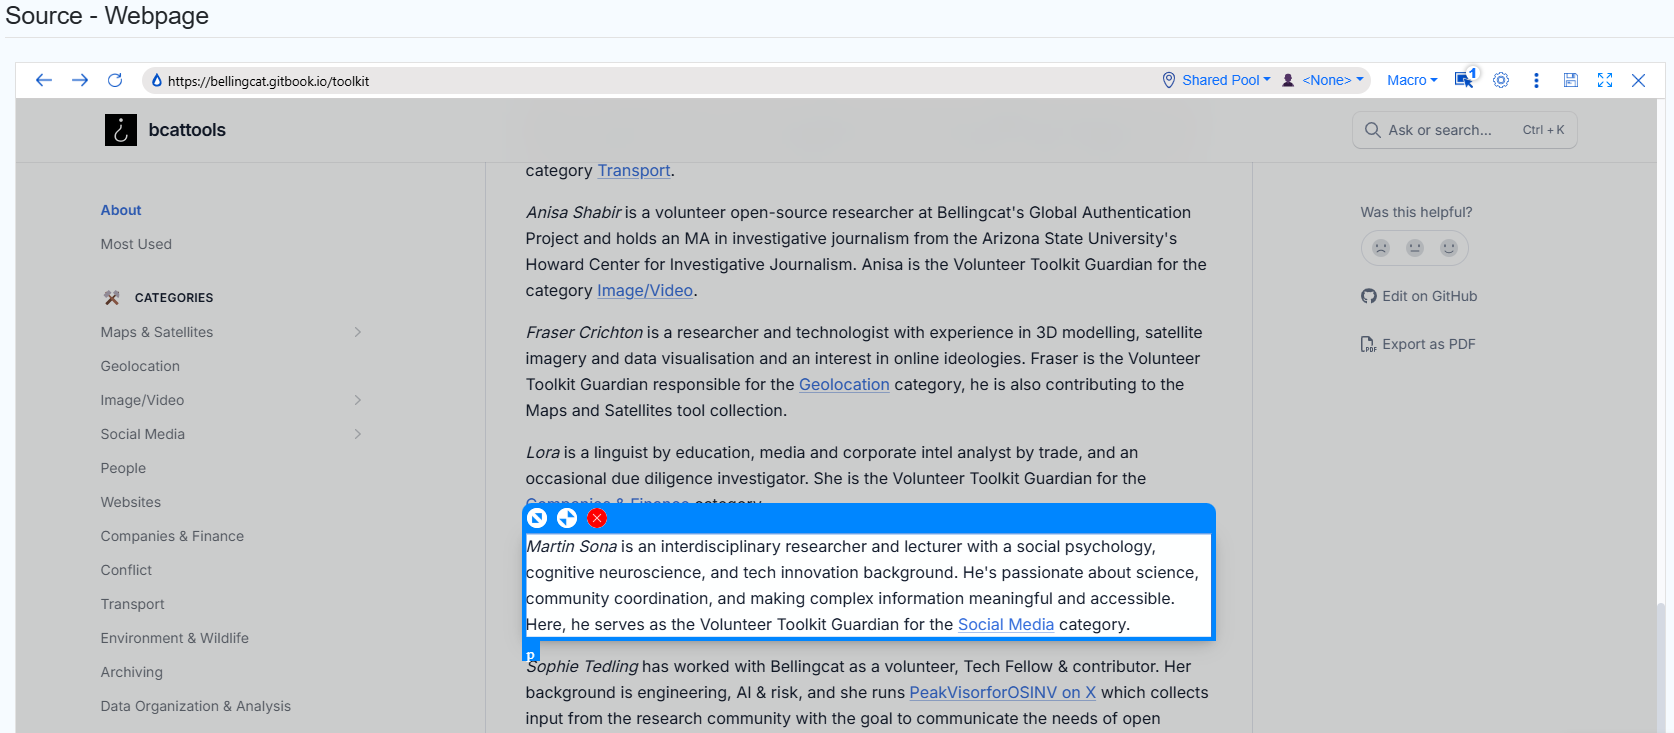 Source - Webpage
https://bellingcat.gitbook.io/toolkit
Shared Pool
<None>
Macro
1
bcattools
Ask or search...
Ctrl + K
About
Most Used
CATEGORIES
Maps & Satellites
Geolocation
Image/Video
Social Media
People
Websites
Companies & Finance
Conflict
Transport
Environment & Wildlife
Archiving
Data Organization & Analysis
category Transport.
Anisa Shabir is a volunteer open-source researcher at Bellingcat's Global Authentication
Project and holds an MA in investigative journalism from the Arizona State University's
Howard Center for Investigative Journalism. Anisa is the Volunteer Toolkit Guardian for the
category Image/Video.
Fraser Crichton is a researcher and technologist with experience in 3D modelling, satellite
imagery and data visualisation and an interest in online ideologies. Fraser is the Volunteer
Toolkit Guardian responsible for the Geolocation category, he is also contributing to the
Maps and Satellites tool collection.
Lora is a linguist by education, media and corporate intel analyst by trade, and an
occasional due diligence investigator. She is the Volunteer Toolkit Guardian for the
Companies & Finance category.
Martin Sona is an interdisciplinary researcher and lecturer with a social psychology,
cognitive neuroscience, and tech innovation background. He's passionate about science,
community coordination, and making complex information meaningful and accessible.
Here, he serves as the Volunteer Toolkit Guardian for the Social Media category.
p
Sophie Tedling has worked with Bellingcat as a volunteer, Tech Fellow & contributor. Her
background is engineering, AI & risk, and she runs PeakVisorforOSINV on X which collects
input from the research community with the goal to communicate the needs of open
Was this helpful?
Edit on GitHub
PDF
Export as PDF